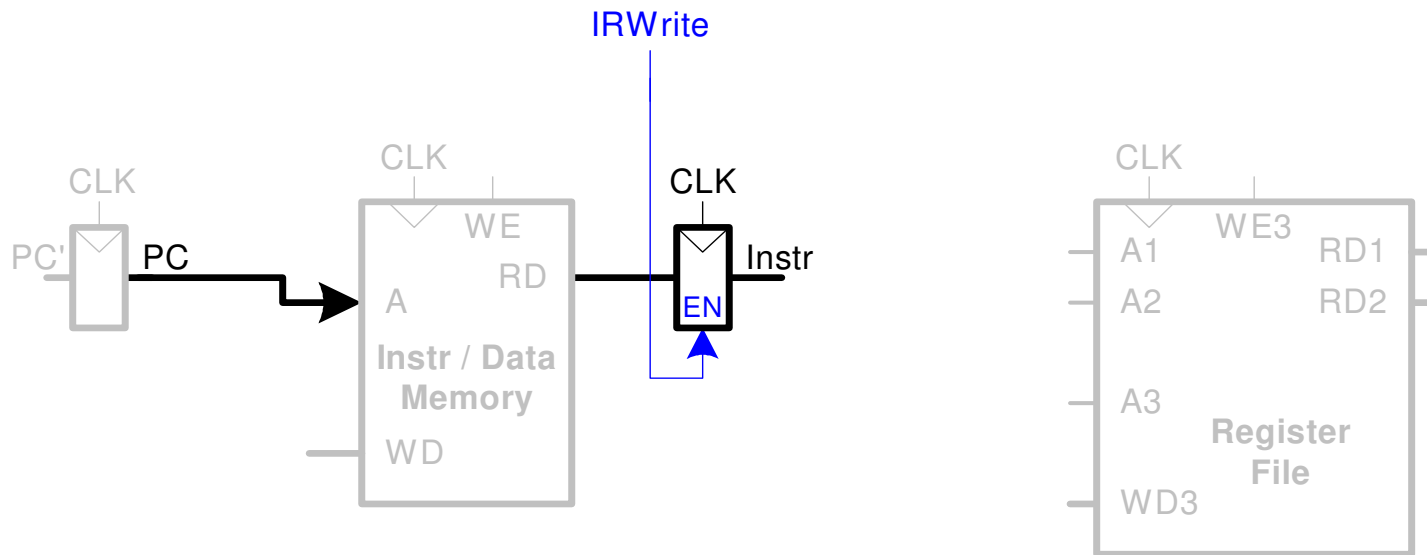 IRWrite
CLK
CLK
CLK
CLK
WE
WE3
PC'
PC
RD
Instr
A1
RD1
A
EN
A2
RD2
Instr / Data
Memory
A3
Register
File
WD
WD3